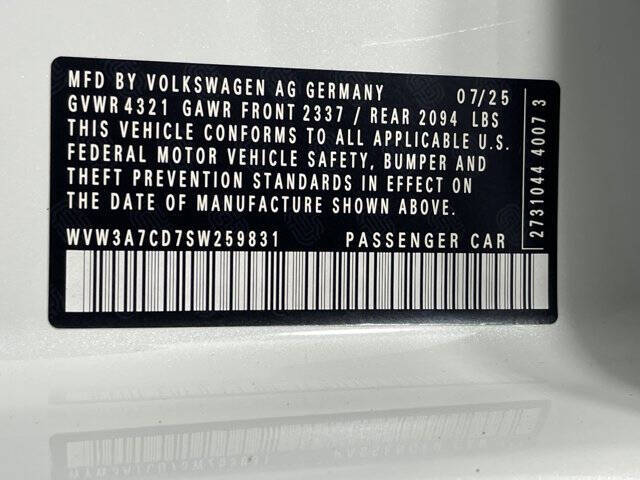 MFD BY VOLKSWAGEN AG GERMANY 07/25
GVWR 4321 GAWR FRONT 2337 / REAR 2094 LBS
THIS VEHICLE CONFORMS TO ALL APPLICABLE U.S.
FEDERAL MOTOR VEHICLE SAFETY, BUMPER AND
THEFT PREVENTION STANDARDS IN EFFECT ON
THE DATE OF MANUFACTURE SHOWN ABOVE.
WVW3A7CD7SW259831 PASSENGER CAR
2731044 4007 3